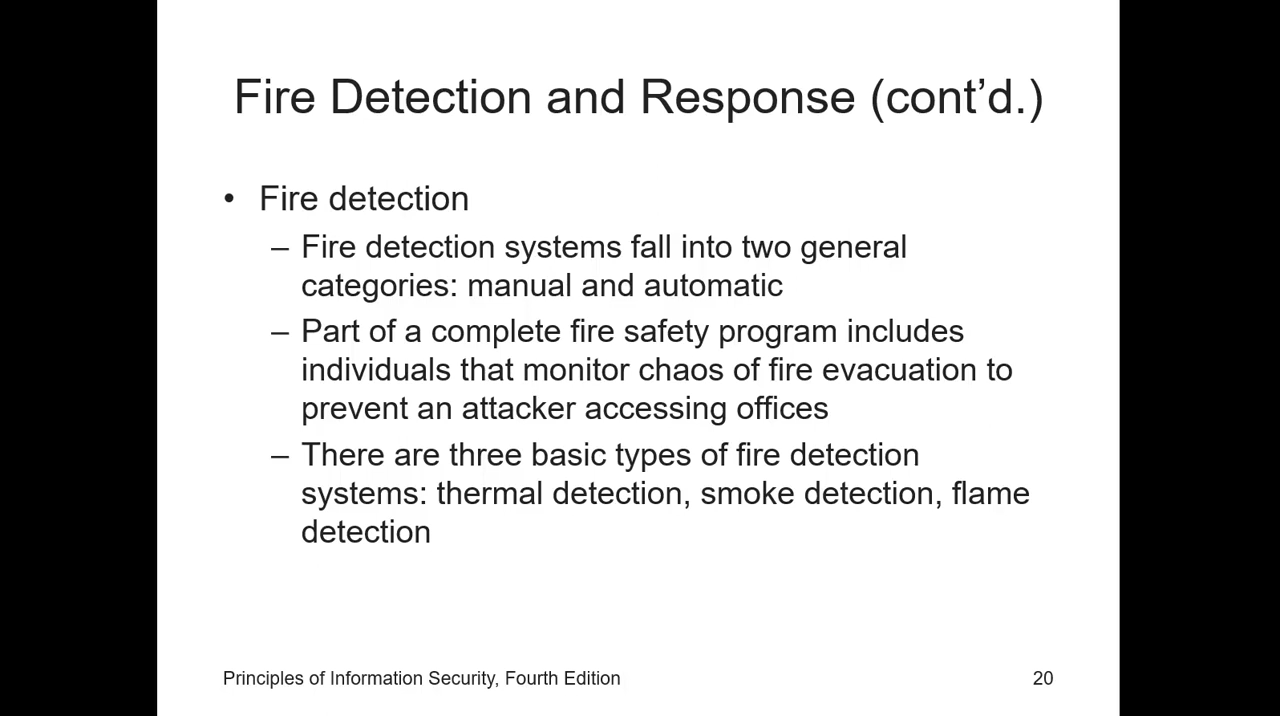 Fire Detection and Response (cont’d.)
• Fire detection
– Fire detection systems fall into two general
categories: manual and automatic
– Part of a complete fire safety program includes
individuals that monitor chaos of fire evacuation to
prevent an attacker accessing offices
– There are three basic types of fire detection
systems: thermal detection, smoke detection, flame
detection
Principles of Information Security, Fourth Edition
20